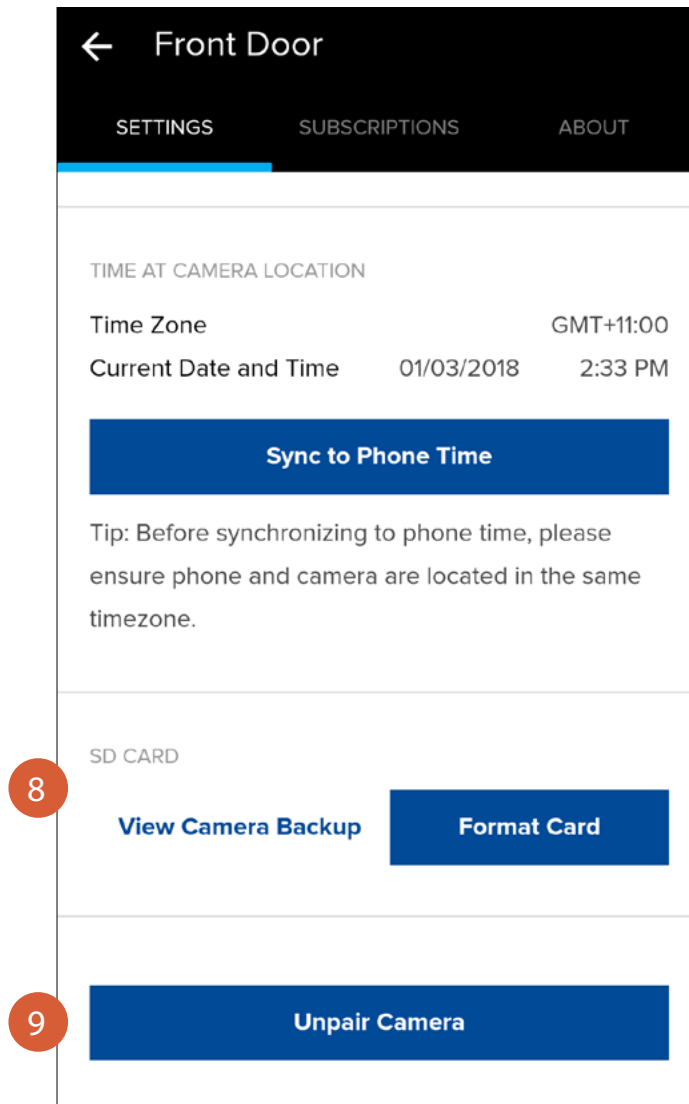 Front Door
SETTINGS SUBSCRIPTIONS ABOUT
TIME AT CAMERA LOCATION
Time Zone GMT+11:00
Current Date and Time 01/03/2018 2:33 PM
Sync to Phone Time
Tip: Before synchronizing to phone time, please
ensure phone and camera are located in the same
timezone.
SD CARD
8
View Camera Backup Format Card
9 Unpair Camera